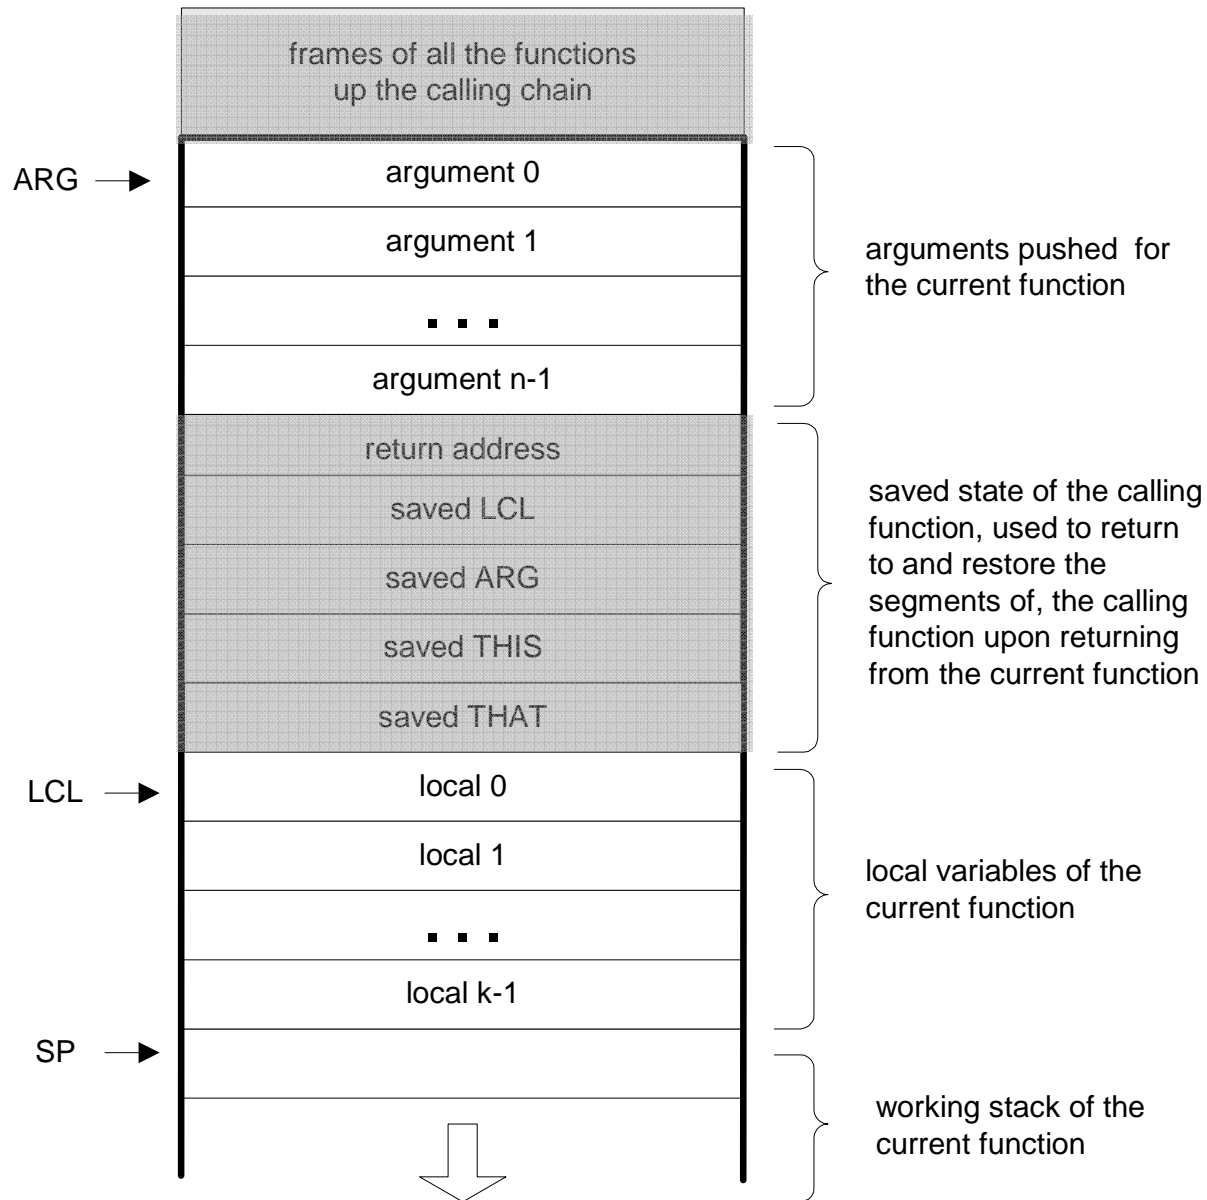 frames of all the functions
up the calling chain
ARG
argument 0
argument 1
. . .
argument n-1
arguments pushed for
the current function
return address
saved LCL
saved ARG
saved THIS
saved THAT
saved state of the calling
function, used to return
to and restore the
segments of, the calling
function upon returning
from the current function
LCL
local 0
local 1
. . .
local k-1
local variables of the
current function
SP
working stack of the
current function